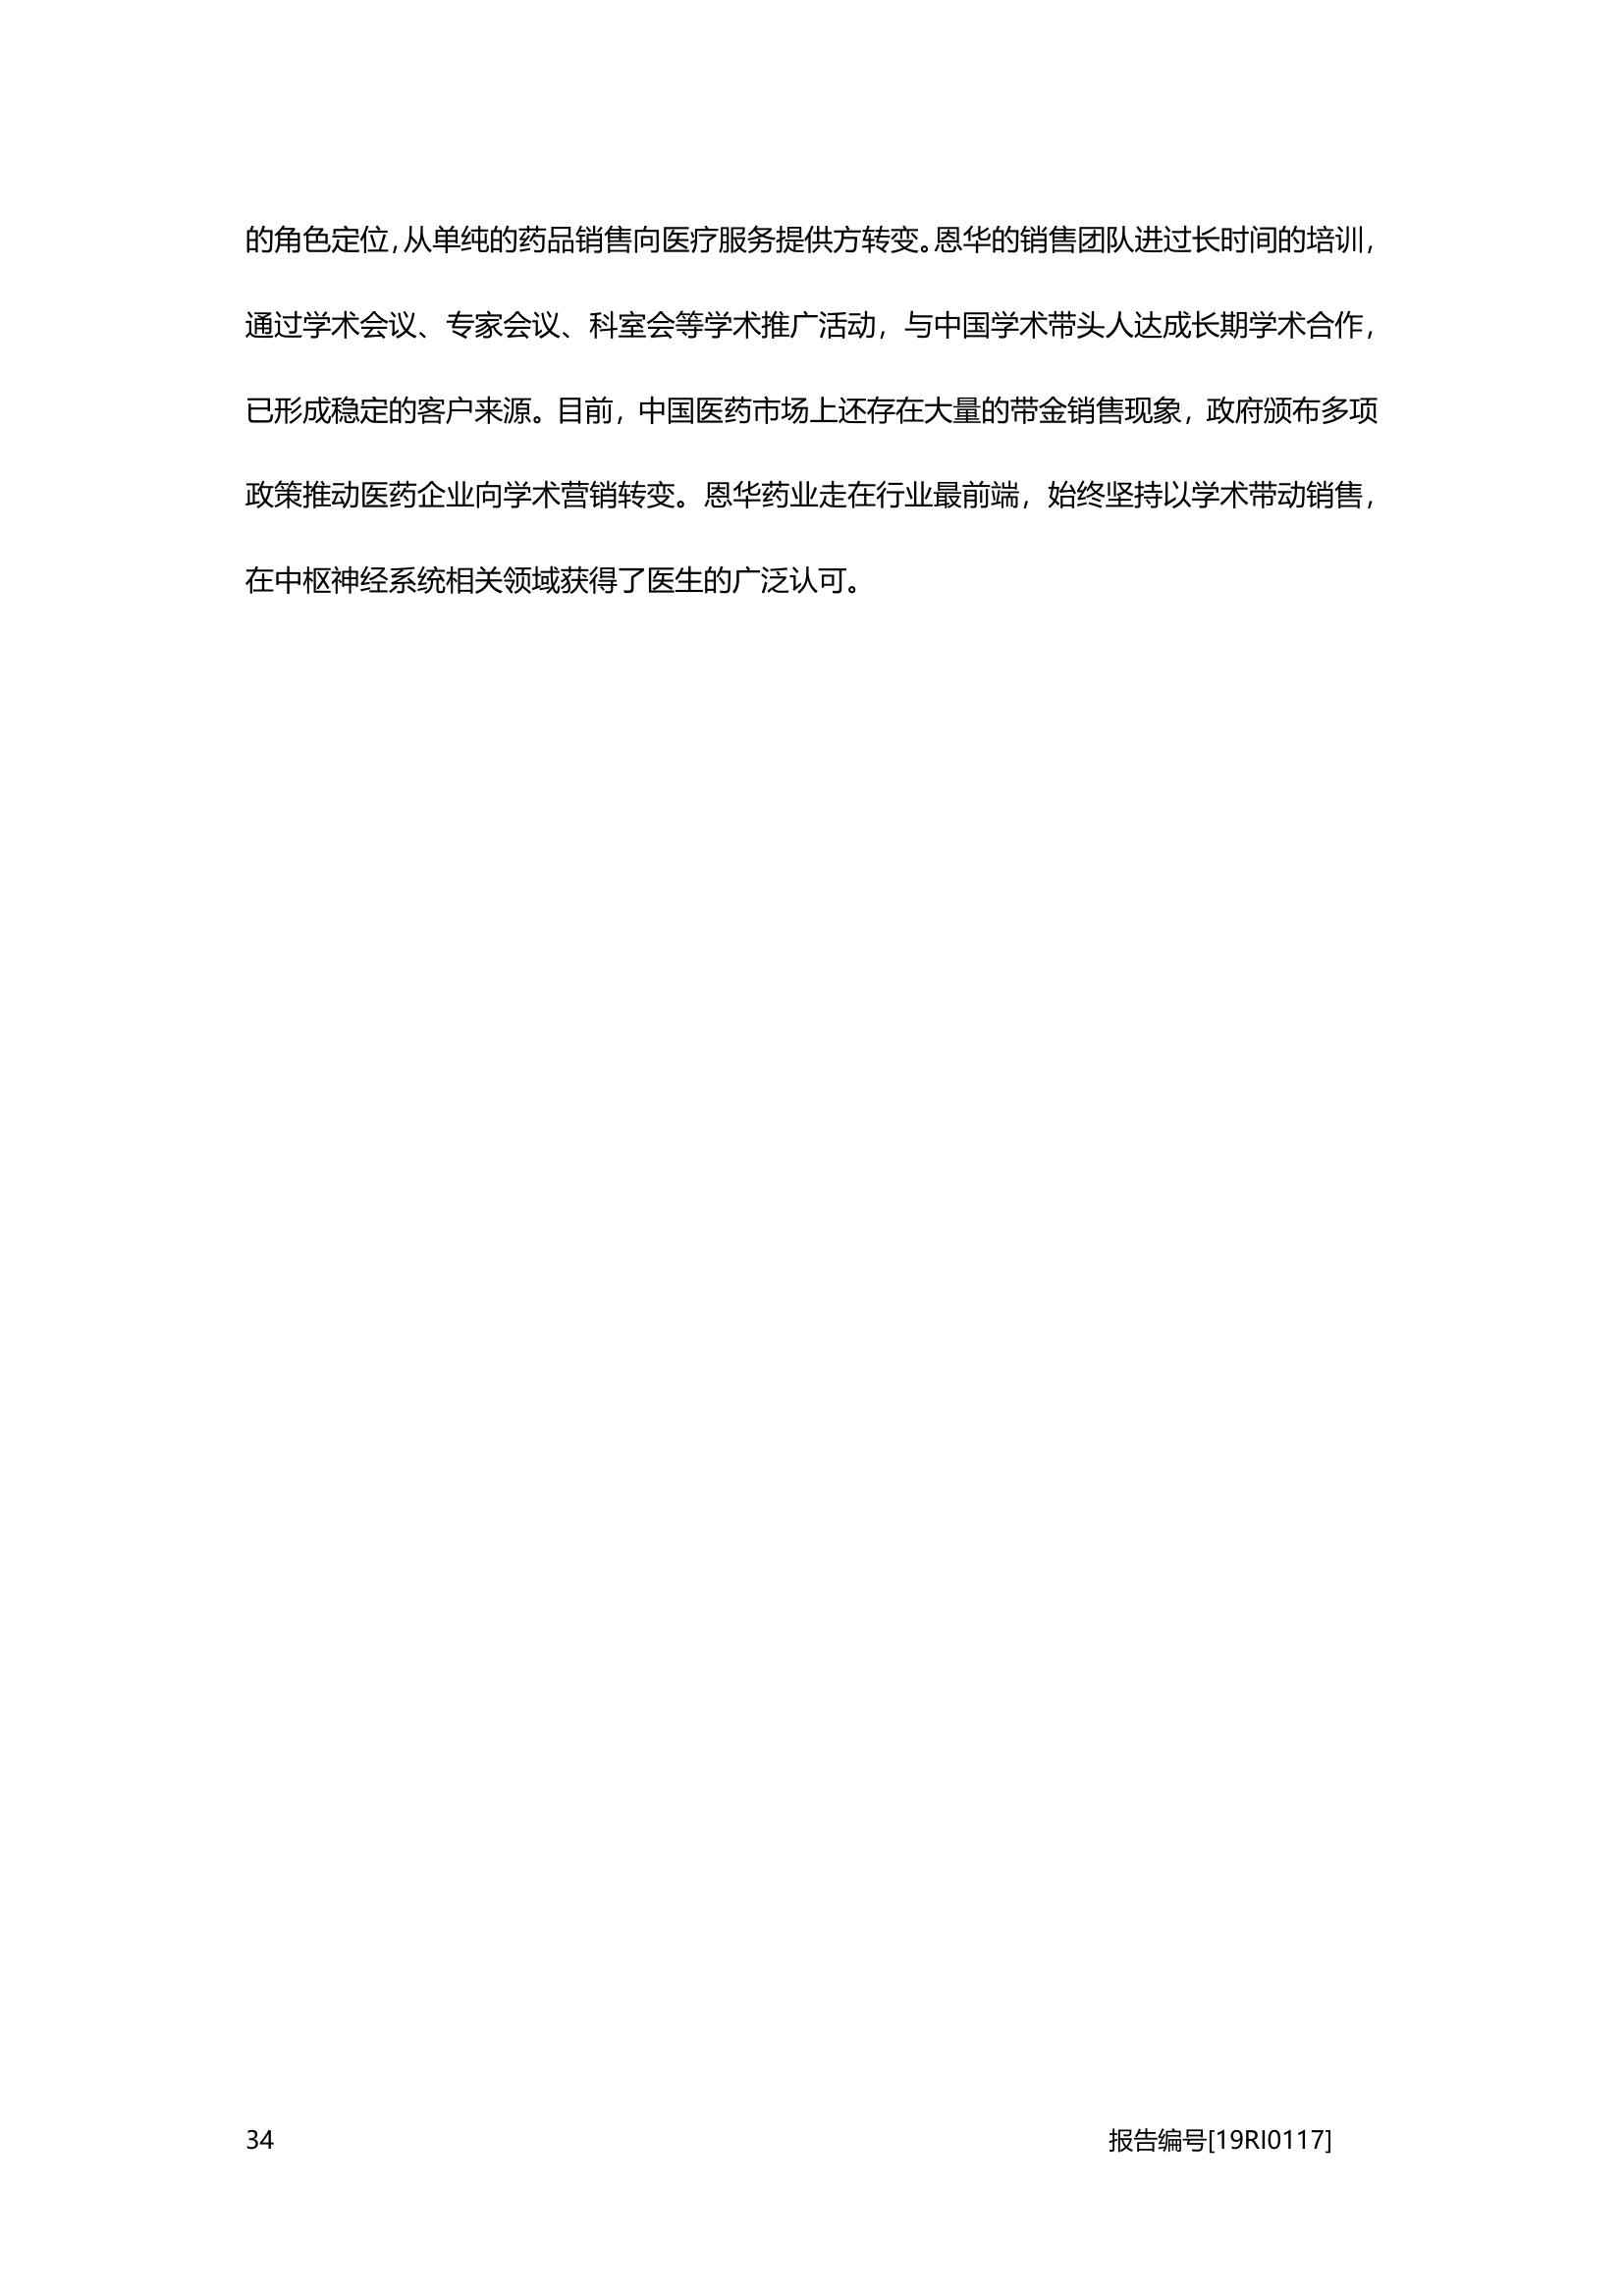 的角色定位，从单纯的药品销售向医疗服务提供方转变。恩华的销售团队进过长时间的培训，
通过学术会议、专家会议、科室会等学术推广活动，与中国学术带头人达成长期学术合作，
已形成稳定的客户来源。目前，中国医药市场上还存在大量的带金销售现象，政府颁布多项
政策推动医药企业向学术营销转变。恩华药业走在行业最前端，始终坚持以学术带动销售，
在中枢神经系统相关领域获得了医生的广泛认可。
34 报告编号[19RI0117]